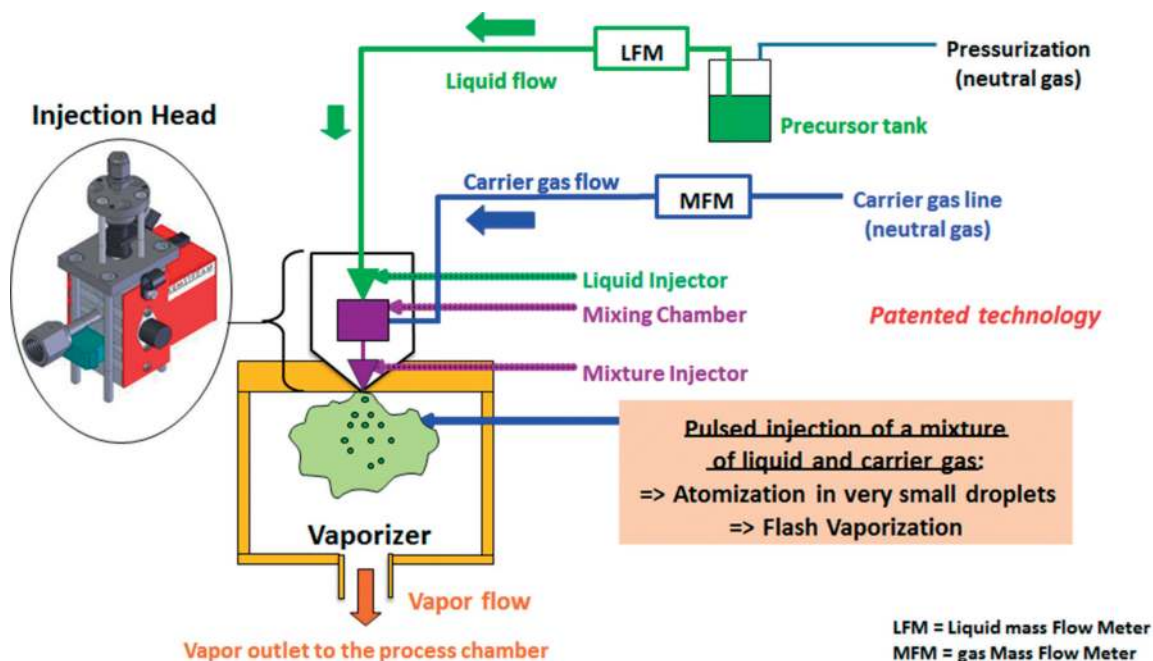 LFM
Pressurization
(neutral gas)
Liquid flow
Precursor tank
Injection Head
Carrier gas flow
MFM
Carrier gas line
(neutral gas)
Liquid Injector
Mixing Chamber
Patented technology
Mixture Injector
Pulsed injection of a mixture
of liquid and carrier gas:
=> Atomization in very small droplets
=> Flash Vaporization
Vaporizer
Vapor flow
Vapor outlet to the process chamber
LFM = Liquid mass Flow Meter
MFM = gas Mass Flow Meter